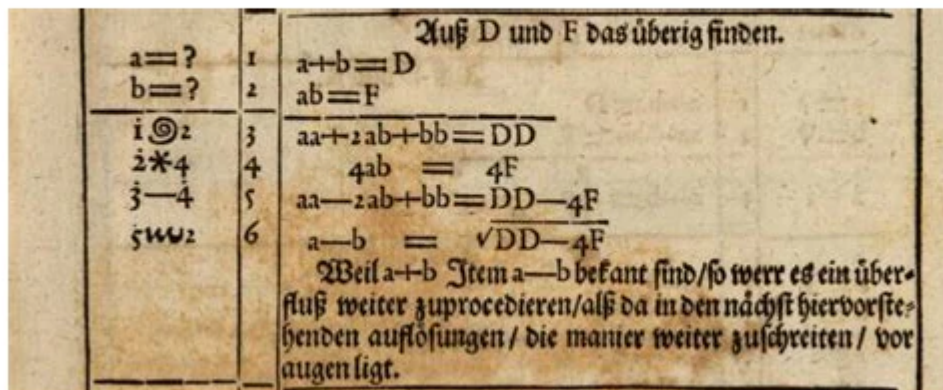 Auß D und F das überig finden.
a=? 1 a+b=D
b=? 2 ab=F
1@2 3 aa+2ab+bb=DD
2*4 4 4ab = 4F
3—4 5 aa—2ab+bb=DD—4F
5ɯ2 6 a—b = √DD—4F
Weil a+b Item a—b bekant sind/so werr es ein über-
fluß weiter zuprocedieren/alß da in den nächst hiervorste-
henden auflösungen / die manier weiter zuschreiten / vor
augen ligt.